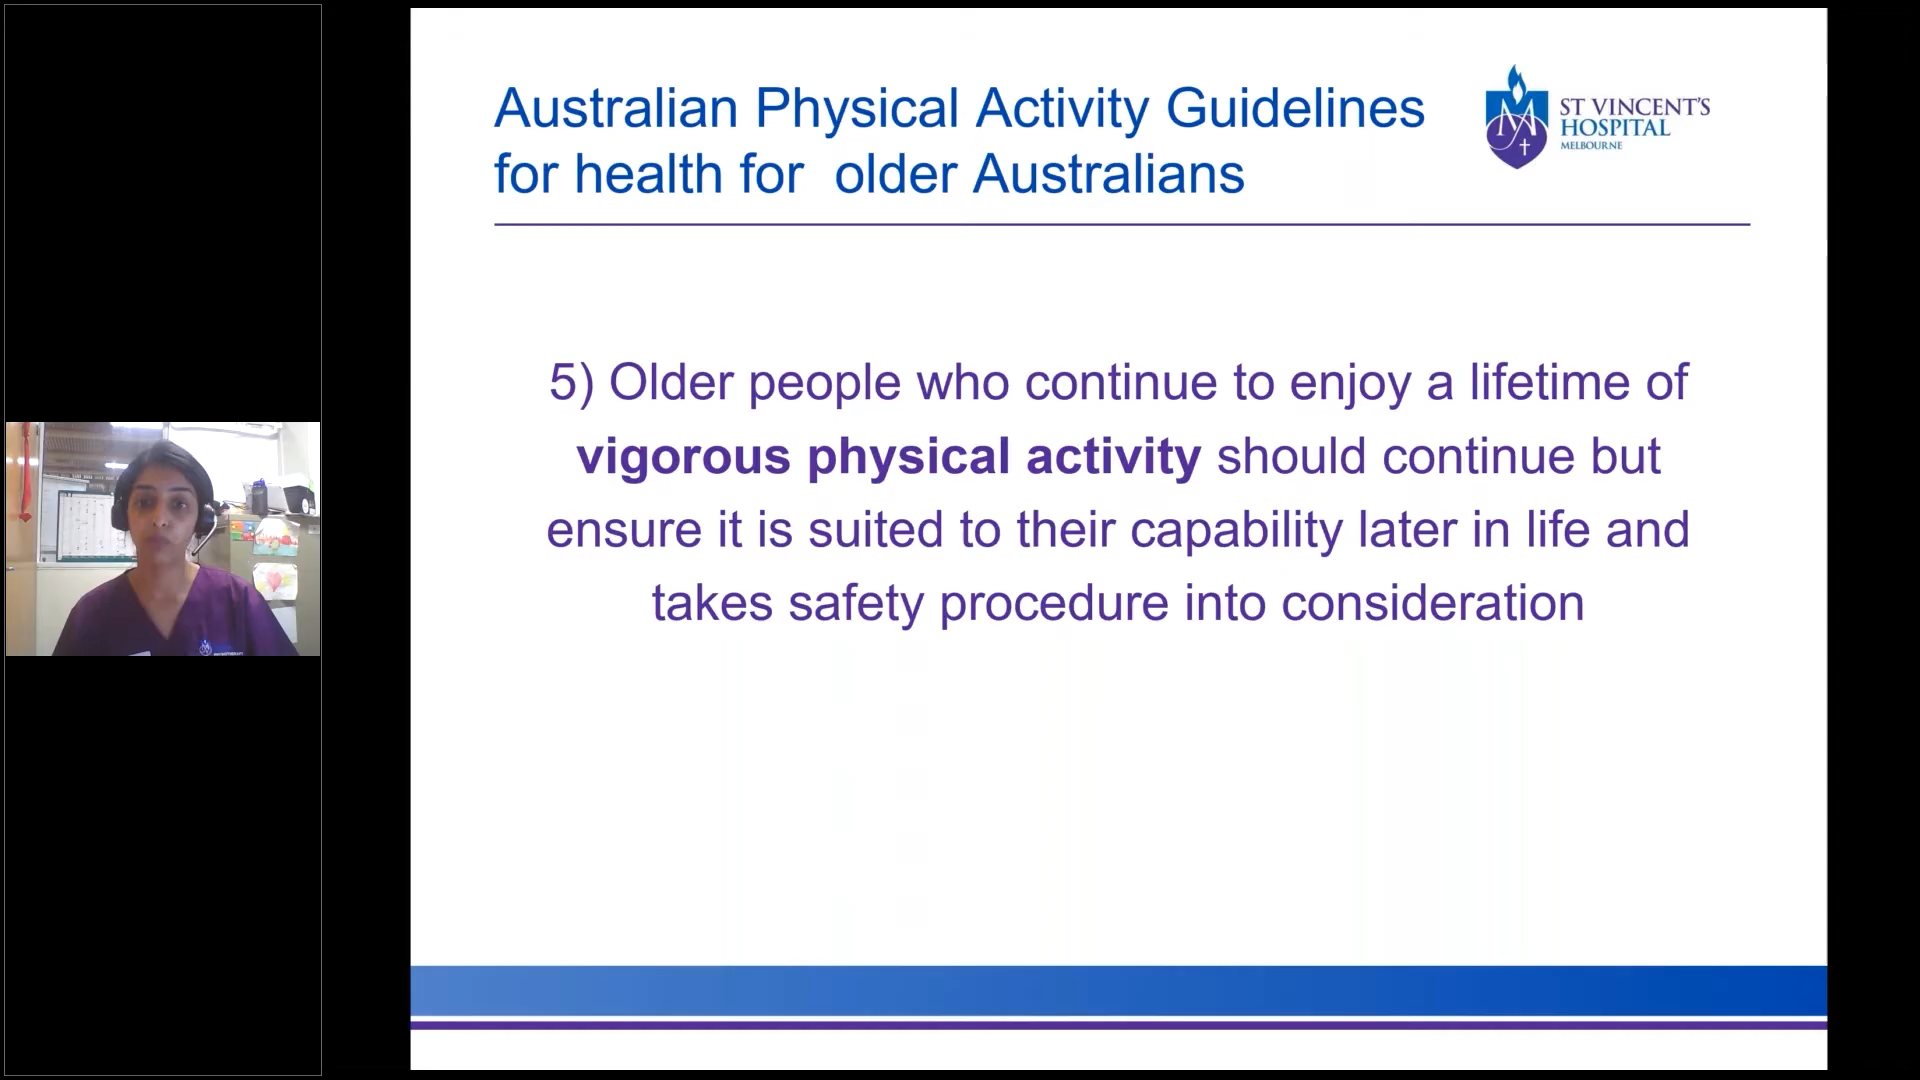 Australian Physical Activity Guidelines
for health for older Australians
ST VINCENT'S
HOSPITAL
MELBOURNE
5) Older people who continue to enjoy a lifetime of
vigorous physical activity should continue but
ensure it is suited to their capability later in life and
takes safety procedure into consideration